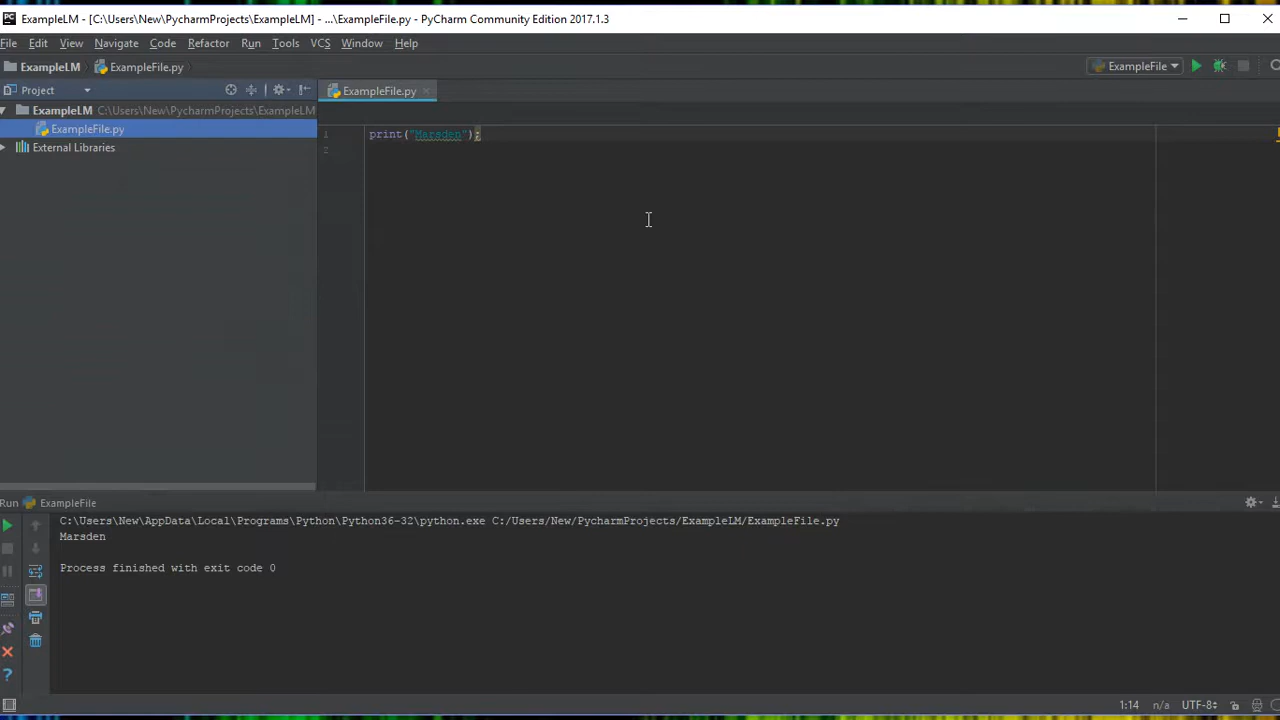 ExampleLM - [C:\Users\New\PycharmProjects\ExampleLM] - ...\ExampleFile.py - PyCharm Community Edition 2017.1.3
File Edit View Navigate Code Refactor Run Tools VCS Window Help
ExampleLM ExampleFile.py ExampleFile
Project ExampleFile.py
ExampleLM C:\Users\New\PycharmProjects\ExampleLM
ExampleFile.py
External Libraries
1 print("Marsden");
2
Run ExampleFile
C:\Users\New\AppData\Local\Programs\Python\Python36-32\python.exe C:/Users/New/PycharmProjects/ExampleLM/ExampleFile.py
Marsden
Process finished with exit code 0
1:14 n/a UTF-8